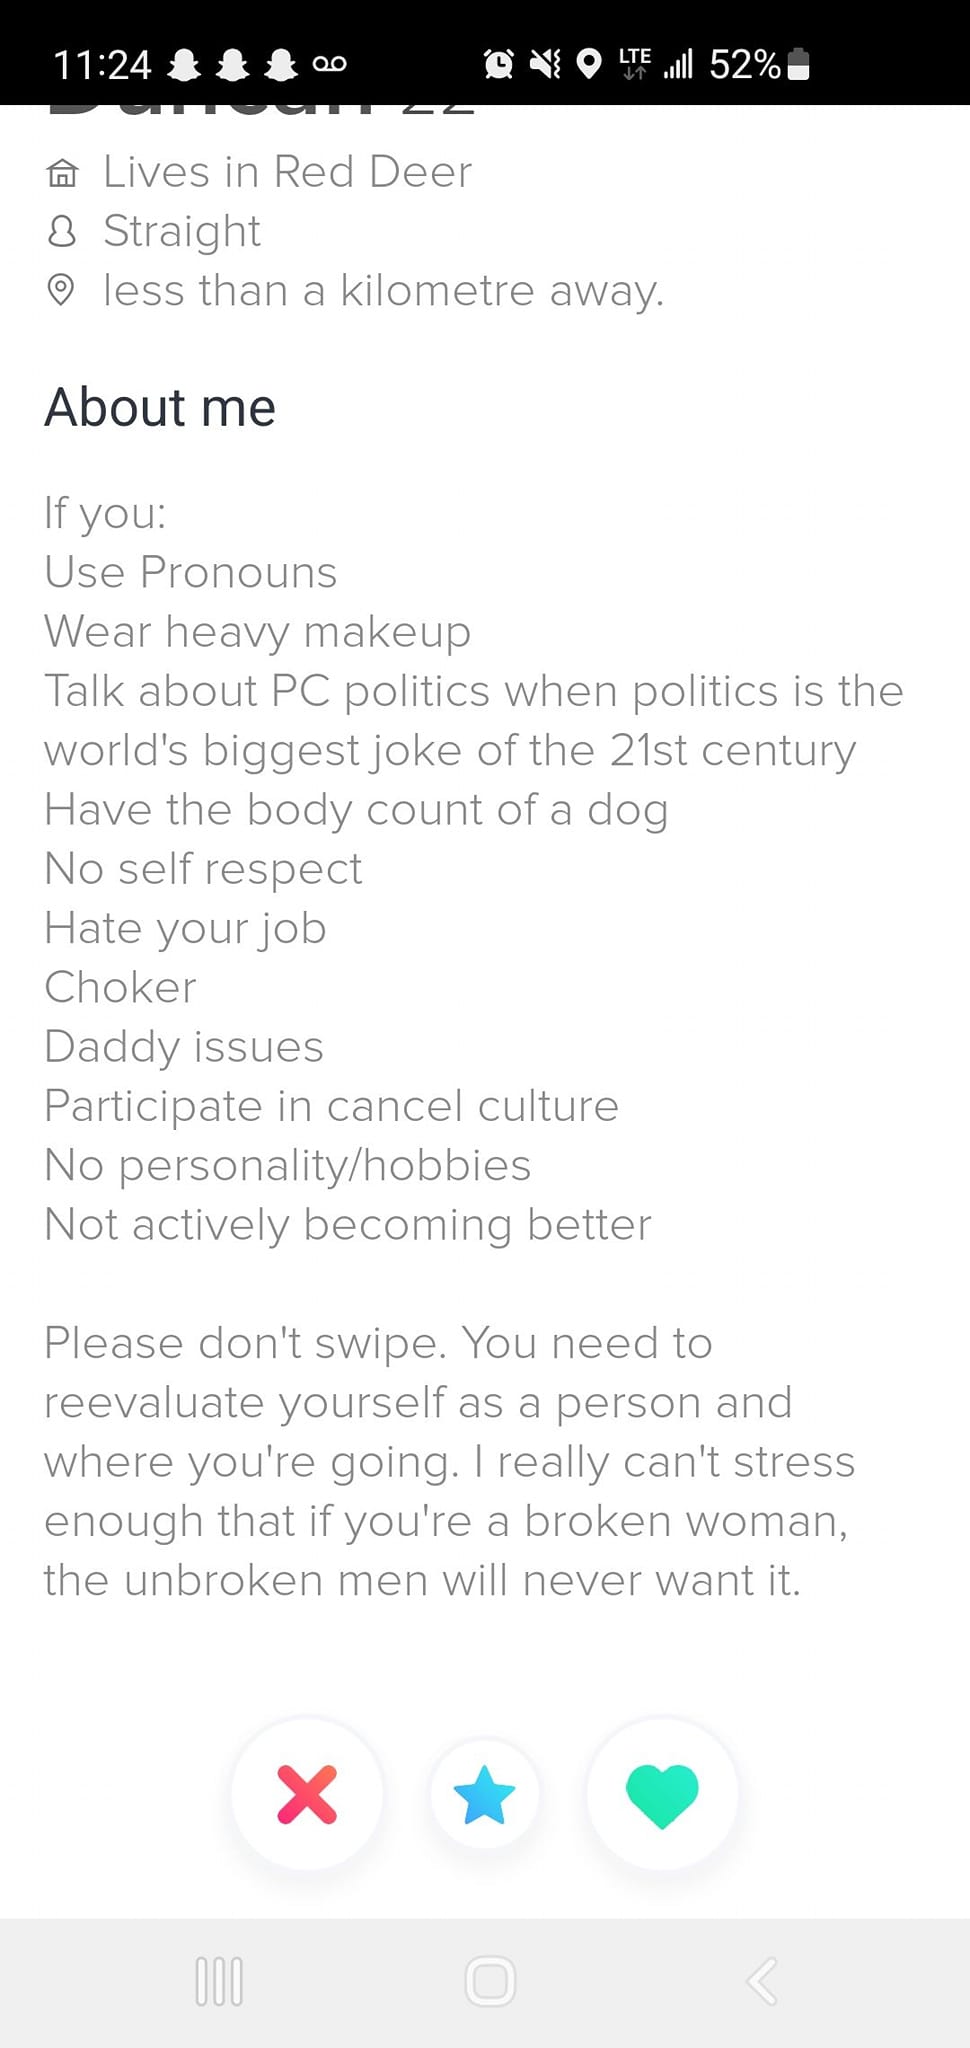 11:24 LTE 52%
Lives in Red Deer
Straight
less than a kilometre away.
About me
If you:
Use Pronouns
Wear heavy makeup
Talk about PC politics when politics is the
world's biggest joke of the 21st century
Have the body count of a dog
No self respect
Hate your job
Choker
Daddy issues
Participate in cancel culture
No personality/hobbies
Not actively becoming better
Please don't swipe. You need to
reevaluate yourself as a person and
where you're going. I really can't stress
enough that if you're a broken woman,
the unbroken men will never want it.